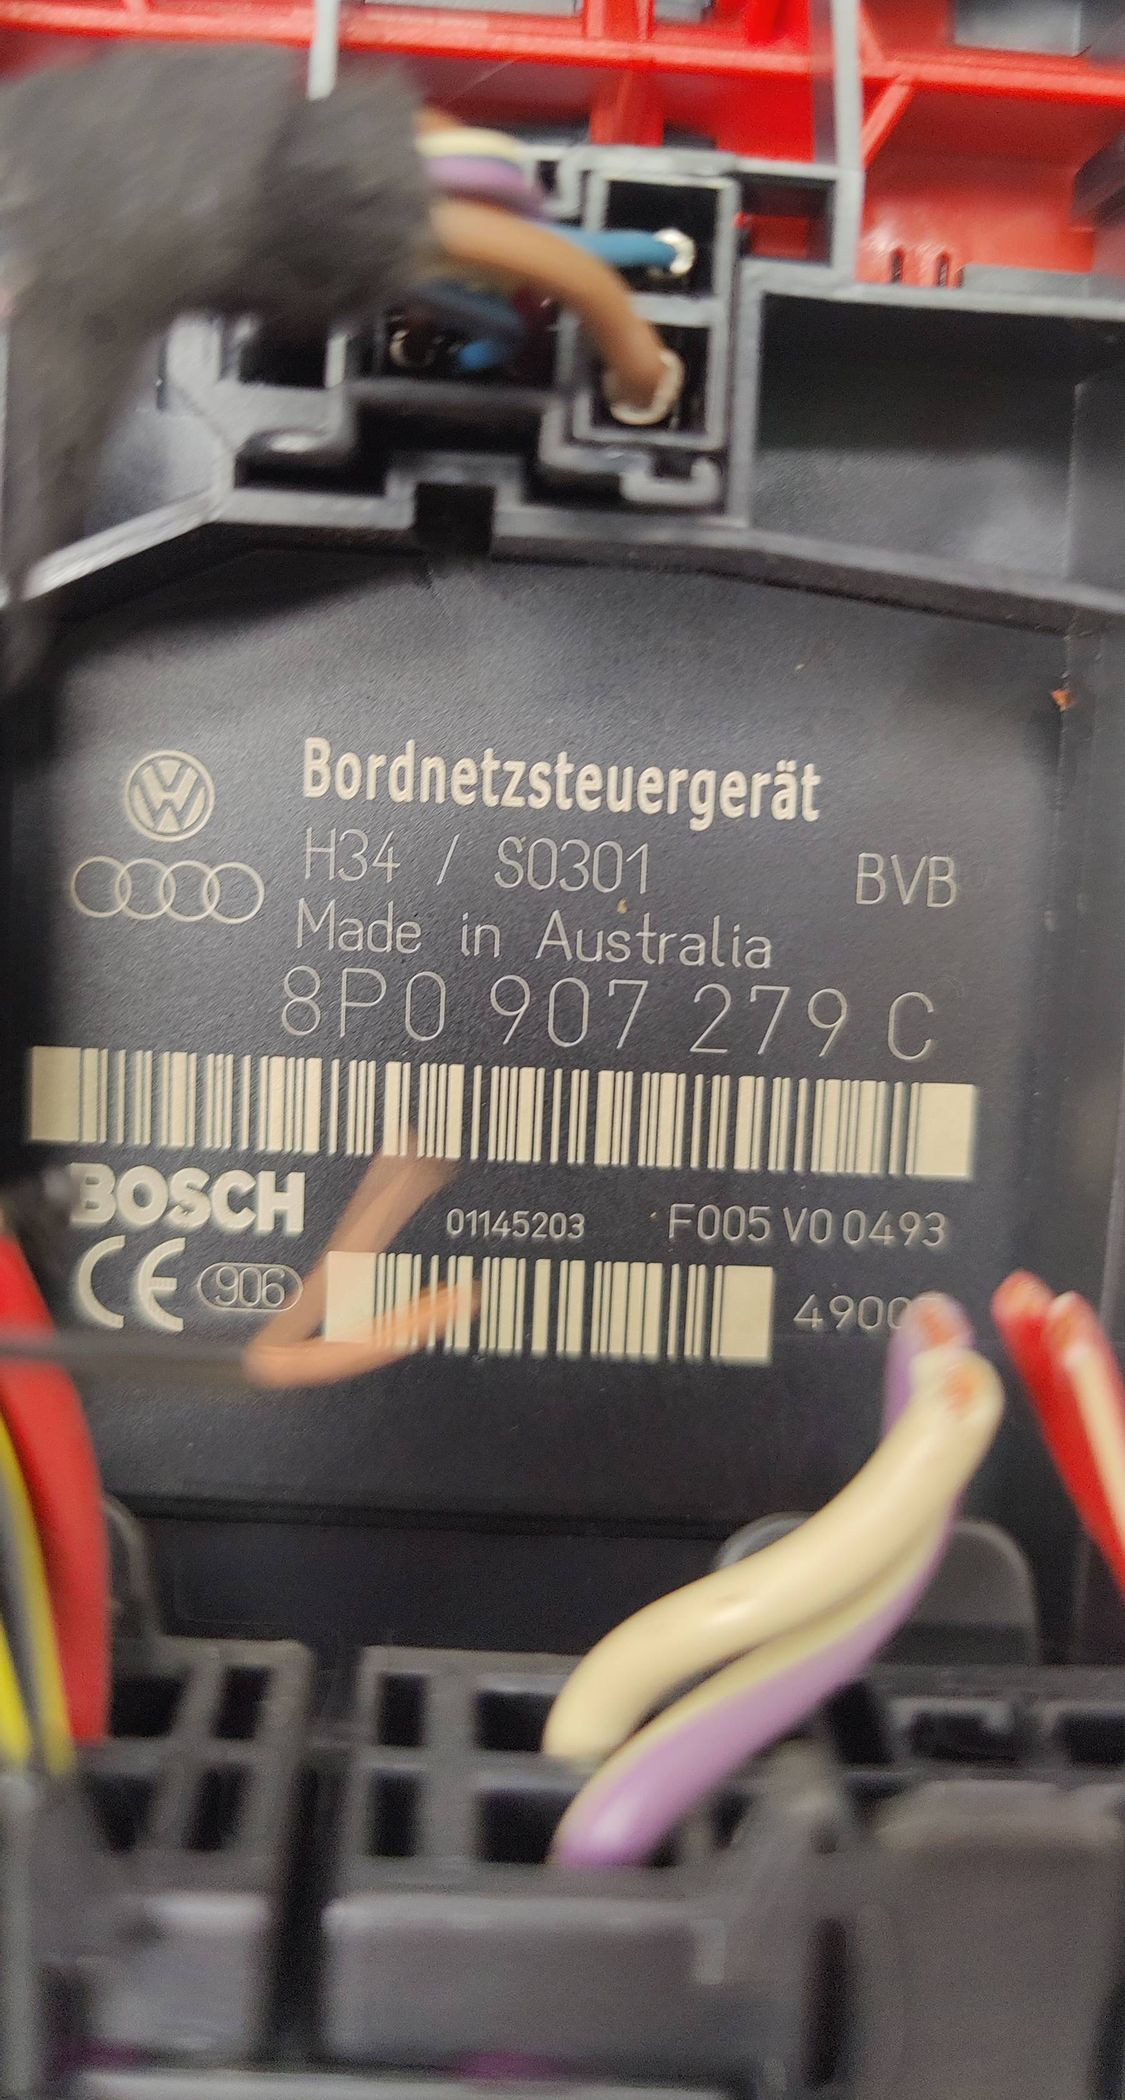 Bordnetzsteuergerät
H34 / S0301 BVB
Made in Australia
8P0 907 279 C
BOSCH
01145203 F005 V0 0493
CE 906